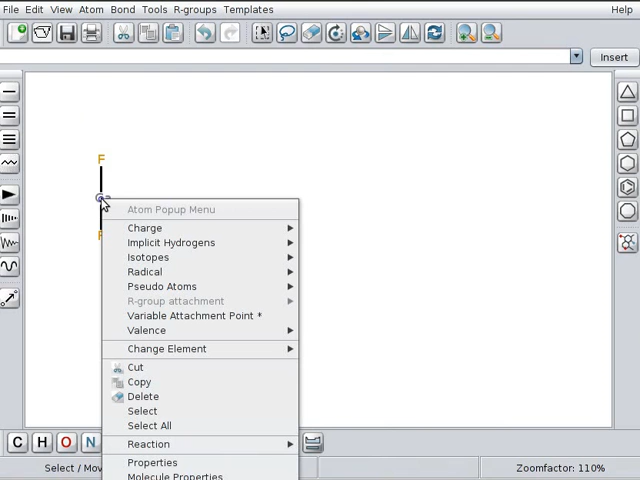 File Edit View Atom Bond Tools R-groups Templates Help
Insert
F
Atom Popup Menu
Charge
Implicit Hydrogens
Isotopes
Radical
Pseudo Atoms
R-group attachment
Variable Attachment Point *
Valence
Change Element
Cut
Copy
Delete
Select
Select All
Reaction
Properties
Molecule Properties
C H O N
Select / Mov
Zoomfactor: 110%